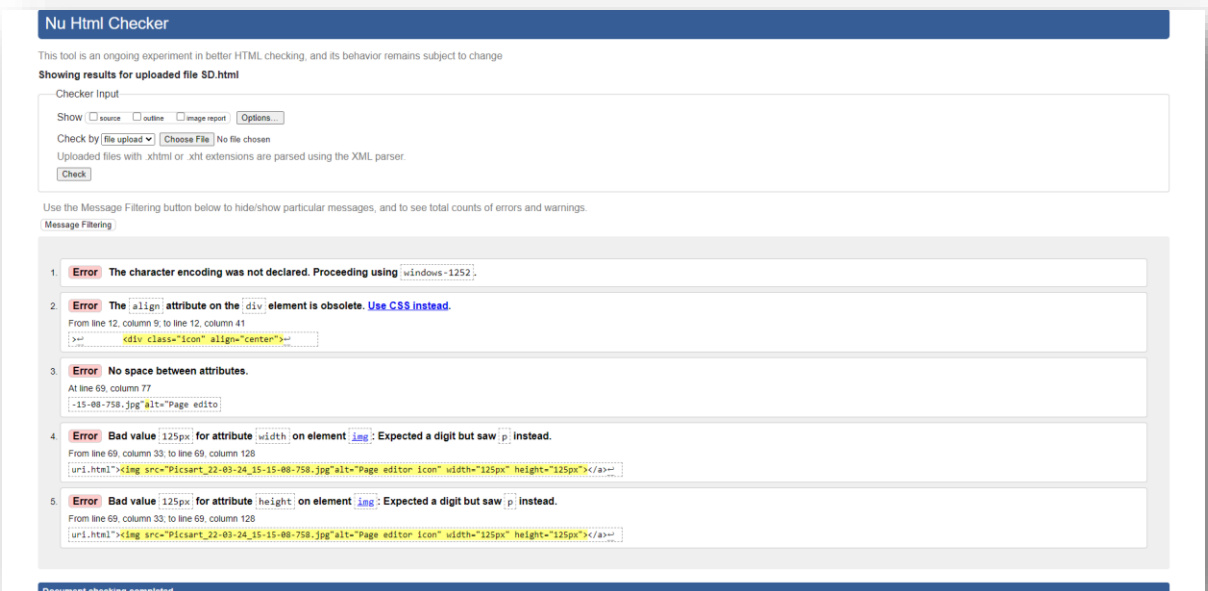 Nu Html Checker
This tool is an ongoing experiment in better HTML checking, and its behavior remains subject to change
Showing results for uploaded file SD.html
Checker Input
Show source outline image report Options...
Check by file upload Choose File No file chosen
Uploaded files with .xhtml or .xht extensions are parsed using the XML parser.
Check
Use the Message Filtering button below to hide/show particular messages, and to see total counts of errors and warnings.
Message Filtering
1. Error The character encoding was not declared. Proceeding using windows-1252.
2. Error The align attribute on the div element is obsolete. Use CSS instead.
From line 12, column 9; to line 12, column 41
>↩ <div class="icon" align="center">↩
3. Error No space between attributes.
At line 69, column 77
-15-08-758.jpg"alt="Page edito
4. Error Bad value 125px for attribute width on element img: Expected a digit but saw p instead.
From line 69, column 33; to line 69, column 128
uri.html"><img src="Picsart_22-03-24_15-15-08-758.jpg"alt="Page editor icon" width="125px" height="125px"></a>↩
5. Error Bad value 125px for attribute height on element img: Expected a digit but saw p instead.
From line 69, column 33; to line 69, column 128
uri.html"><img src="Picsart_22-03-24_15-15-08-758.jpg"alt="Page editor icon" width="125px" height="125px"></a>↩
Document checking completed.